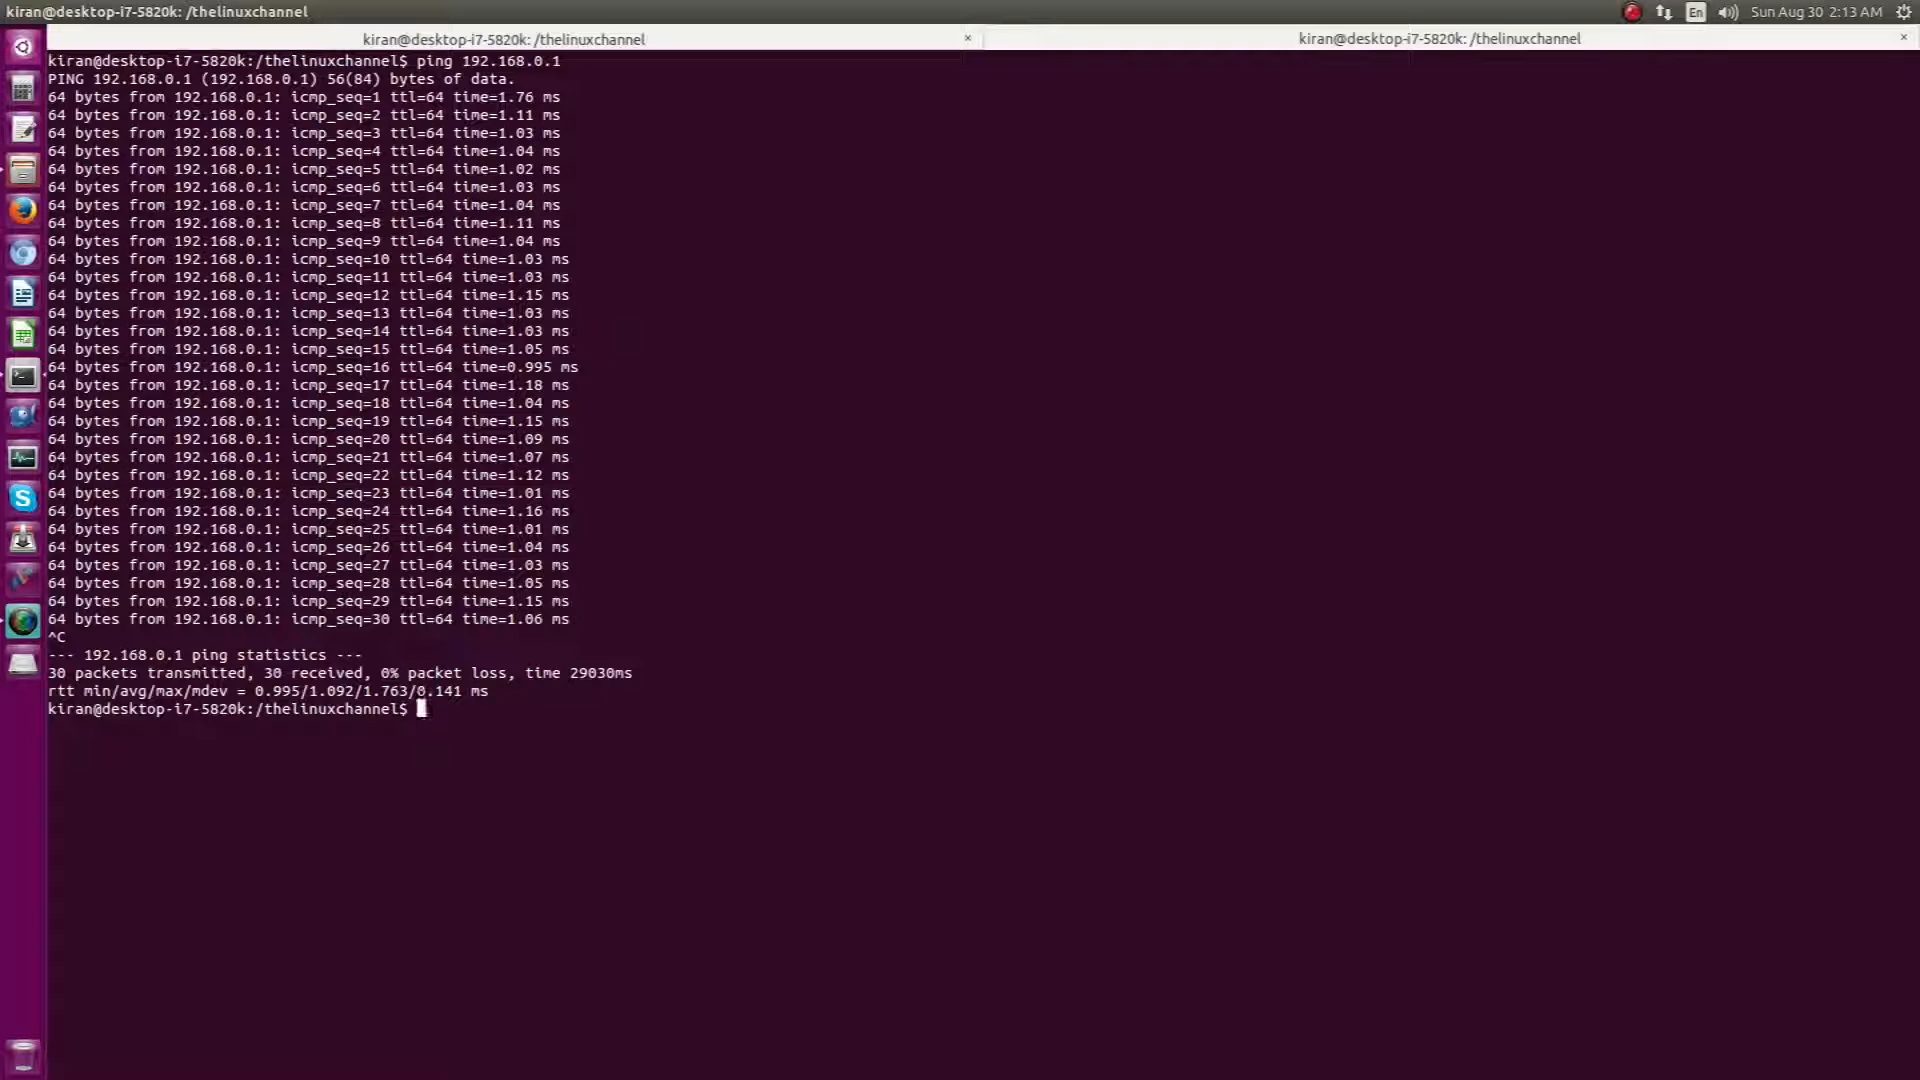 kiran@desktop-i7-5820k: /thelinuxchannel
En
Sun Aug 30 2:13 AM
kiran@desktop-i7-5820k: /thelinuxchannel ×
kiran@desktop-i7-5820k: /thelinuxchannel ×
kiran@desktop-i7-5820k:/thelinuxchannel$ ping 192.168.0.1
PING 192.168.0.1 (192.168.0.1) 56(84) bytes of data.
64 bytes from 192.168.0.1: icmp_seq=1 ttl=64 time=1.76 ms
64 bytes from 192.168.0.1: icmp_seq=2 ttl=64 time=1.11 ms
64 bytes from 192.168.0.1: icmp_seq=3 ttl=64 time=1.03 ms
64 bytes from 192.168.0.1: icmp_seq=4 ttl=64 time=1.04 ms
64 bytes from 192.168.0.1: icmp_seq=5 ttl=64 time=1.02 ms
64 bytes from 192.168.0.1: icmp_seq=6 ttl=64 time=1.03 ms
64 bytes from 192.168.0.1: icmp_seq=7 ttl=64 time=1.04 ms
64 bytes from 192.168.0.1: icmp_seq=8 ttl=64 time=1.11 ms
64 bytes from 192.168.0.1: icmp_seq=9 ttl=64 time=1.04 ms
64 bytes from 192.168.0.1: icmp_seq=10 ttl=64 time=1.03 ms
64 bytes from 192.168.0.1: icmp_seq=11 ttl=64 time=1.03 ms
64 bytes from 192.168.0.1: icmp_seq=12 ttl=64 time=1.15 ms
64 bytes from 192.168.0.1: icmp_seq=13 ttl=64 time=1.03 ms
64 bytes from 192.168.0.1: icmp_seq=14 ttl=64 time=1.03 ms
64 bytes from 192.168.0.1: icmp_seq=15 ttl=64 time=1.05 ms
64 bytes from 192.168.0.1: icmp_seq=16 ttl=64 time=0.995 ms
64 bytes from 192.168.0.1: icmp_seq=17 ttl=64 time=1.18 ms
64 bytes from 192.168.0.1: icmp_seq=18 ttl=64 time=1.04 ms
64 bytes from 192.168.0.1: icmp_seq=19 ttl=64 time=1.15 ms
64 bytes from 192.168.0.1: icmp_seq=20 ttl=64 time=1.09 ms
64 bytes from 192.168.0.1: icmp_seq=21 ttl=64 time=1.07 ms
64 bytes from 192.168.0.1: icmp_seq=22 ttl=64 time=1.12 ms
64 bytes from 192.168.0.1: icmp_seq=23 ttl=64 time=1.01 ms
64 bytes from 192.168.0.1: icmp_seq=24 ttl=64 time=1.16 ms
64 bytes from 192.168.0.1: icmp_seq=25 ttl=64 time=1.01 ms
64 bytes from 192.168.0.1: icmp_seq=26 ttl=64 time=1.04 ms
64 bytes from 192.168.0.1: icmp_seq=27 ttl=64 time=1.03 ms
64 bytes from 192.168.0.1: icmp_seq=28 ttl=64 time=1.05 ms
64 bytes from 192.168.0.1: icmp_seq=29 ttl=64 time=1.15 ms
64 bytes from 192.168.0.1: icmp_seq=30 ttl=64 time=1.06 ms
^C
--- 192.168.0.1 ping statistics ---
30 packets transmitted, 30 received, 0% packet loss, time 29030ms
rtt min/avg/max/mdev = 0.995/1.092/1.763/0.141 ms
kiran@desktop-i7-5820k:/thelinuxchannel$